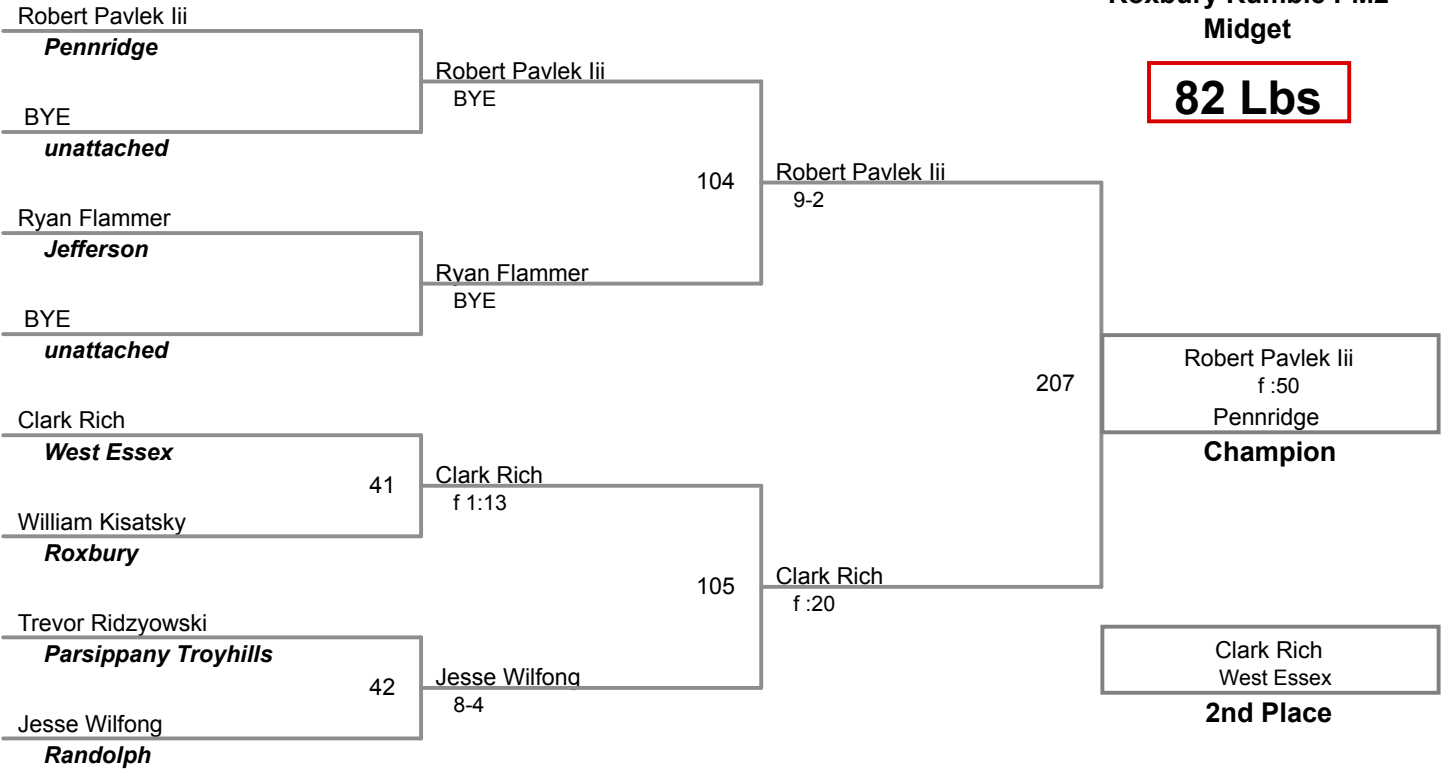 Roxbury Rumble PM2
Midget
82 Lbs
Robert Pavlek Iii
Pennridge
BYE
unattached
Ryan Flammer
Jefferson
BYE
unattached
Clark Rich
West Essex
41
William Kisatsky
Roxbury
Trevor Ridzyowski
Parsippany Troyhills
42
Jesse Wilfong
Randolph
Robert Pavlek Iii
BYE
104
Ryan Flammer
BYE
Clark Rich
f 1:13
105
Jesse Wilfong
8-4
Robert Pavlek Iii
9-2
207
Clark Rich
f :20
Robert Pavlek Iii
f :50
Pennridge
Champion
Clark Rich
West Essex
2nd Place